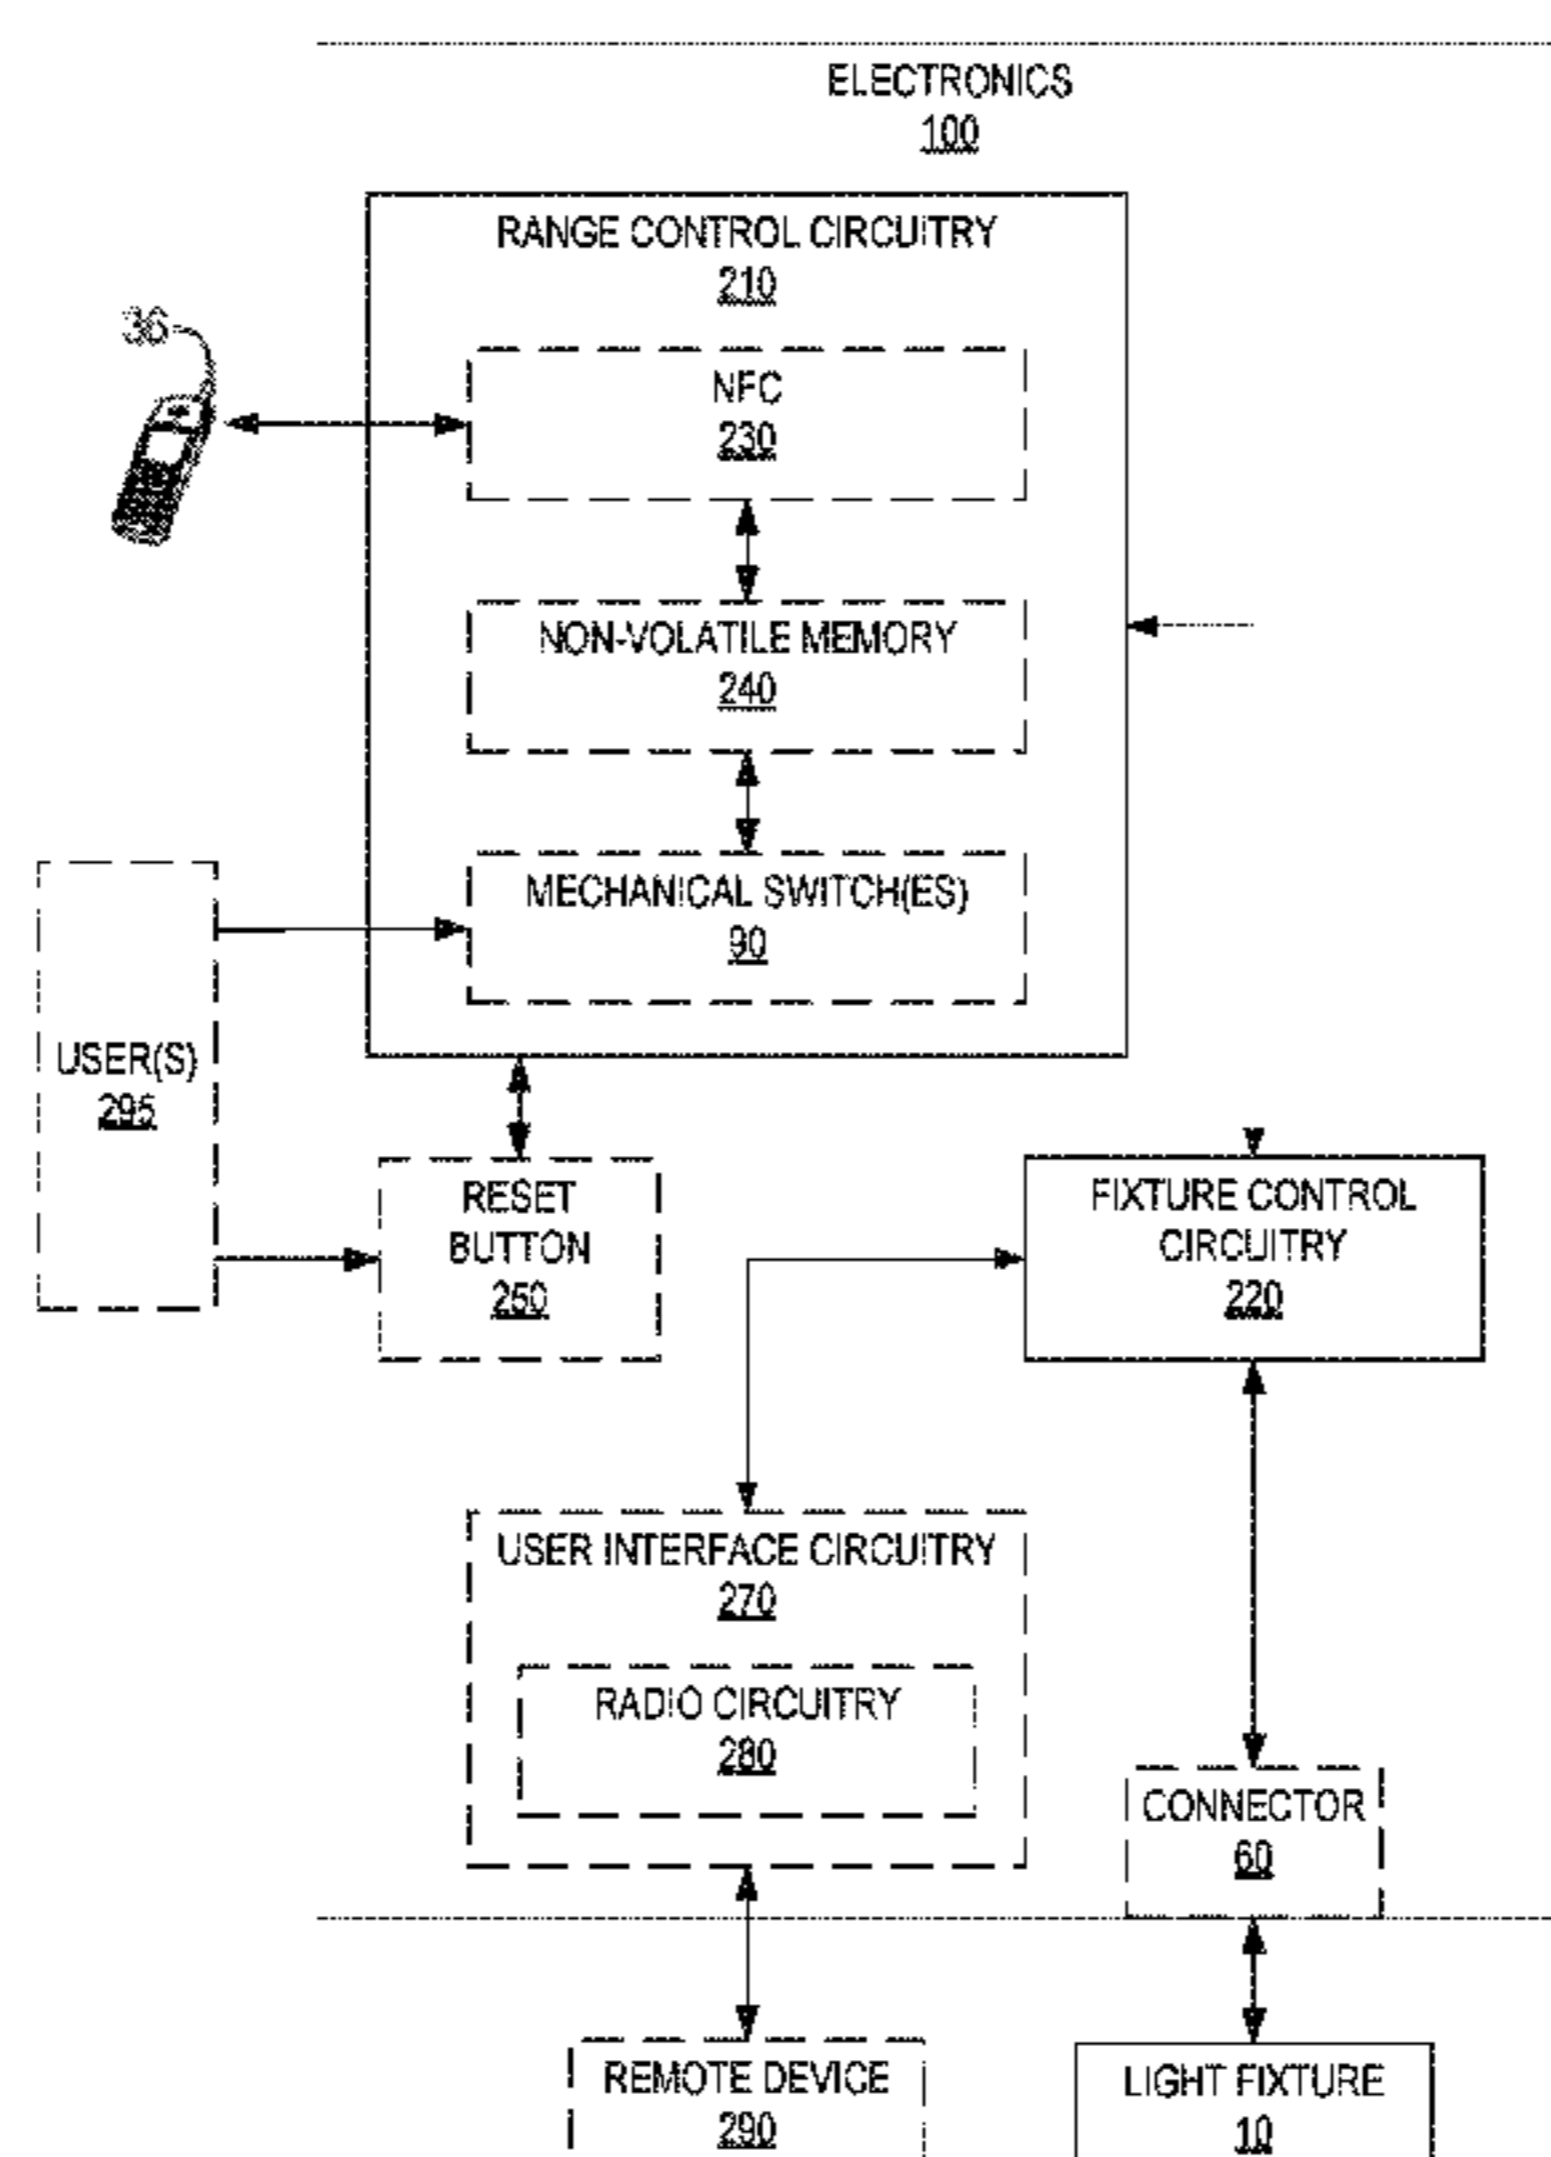 ELECTRONICS
100
RANGE CONTROL CIRCUITRY
210
36
NFC
230
NON-VOLATILE MEMORY
240
MECHANICAL SWITCH(ES)
90
USER(S)
295
RESET
BUTTON
250
FIXTURE CONTROL
CIRCUITRY
220
USER INTERFACE CIRCUITRY
270
RADIO CIRCUITRY
280
CONNECTOR
60
REMOTE DEVICE
290
LIGHT FIXTURE
10